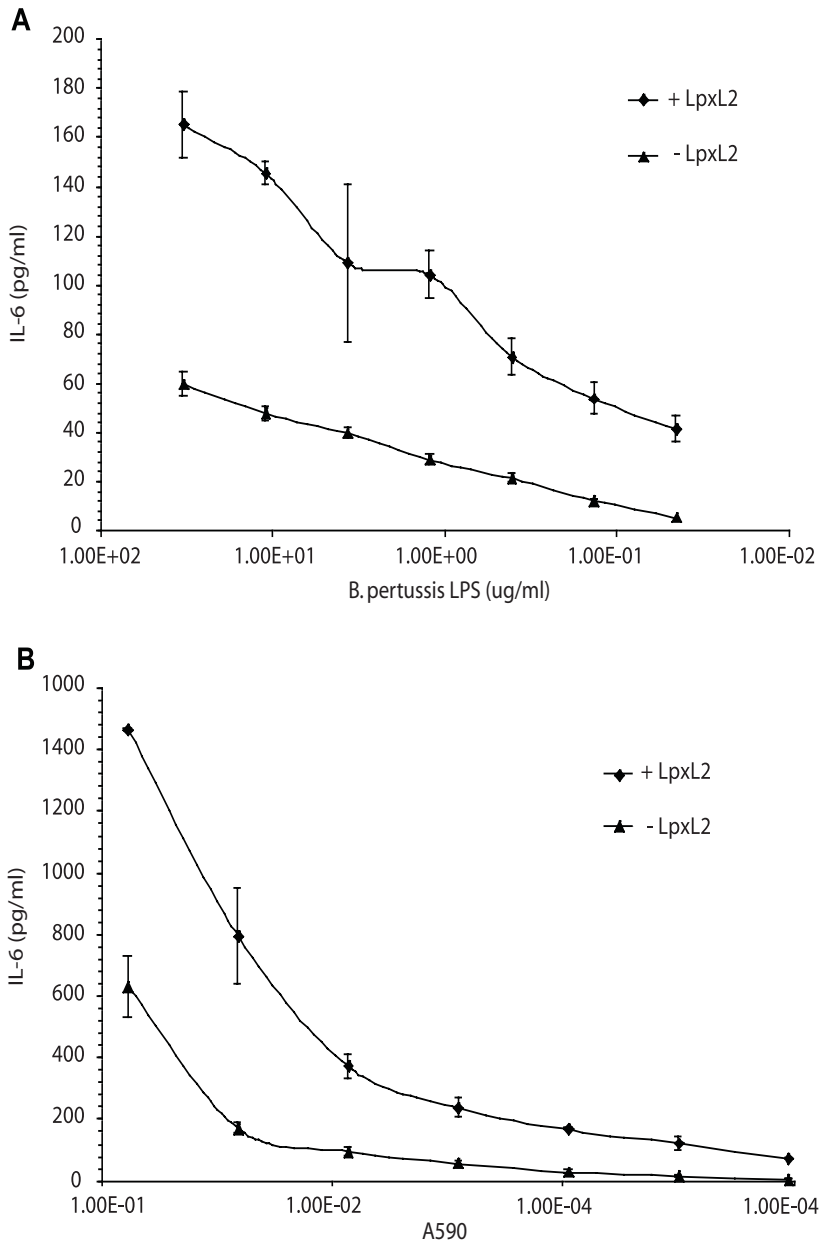 A
200
180
160
140
120
100
80
60
40
20
0
IL-6 (pg/ml)
+ LpxL2
- LpxL2
1.00E+02 1.00E+01 1.00E+00 1.00E-01 1.00E-02
B. pertussis LPS (ug/ml)
B
1000
1400
1200
1000
800
600
400
200
0
IL-6 (pg/ml)
+ LpxL2
- LpxL2
1.00E-01 1.00E-02 1.00E-04 1.00E-04
A590